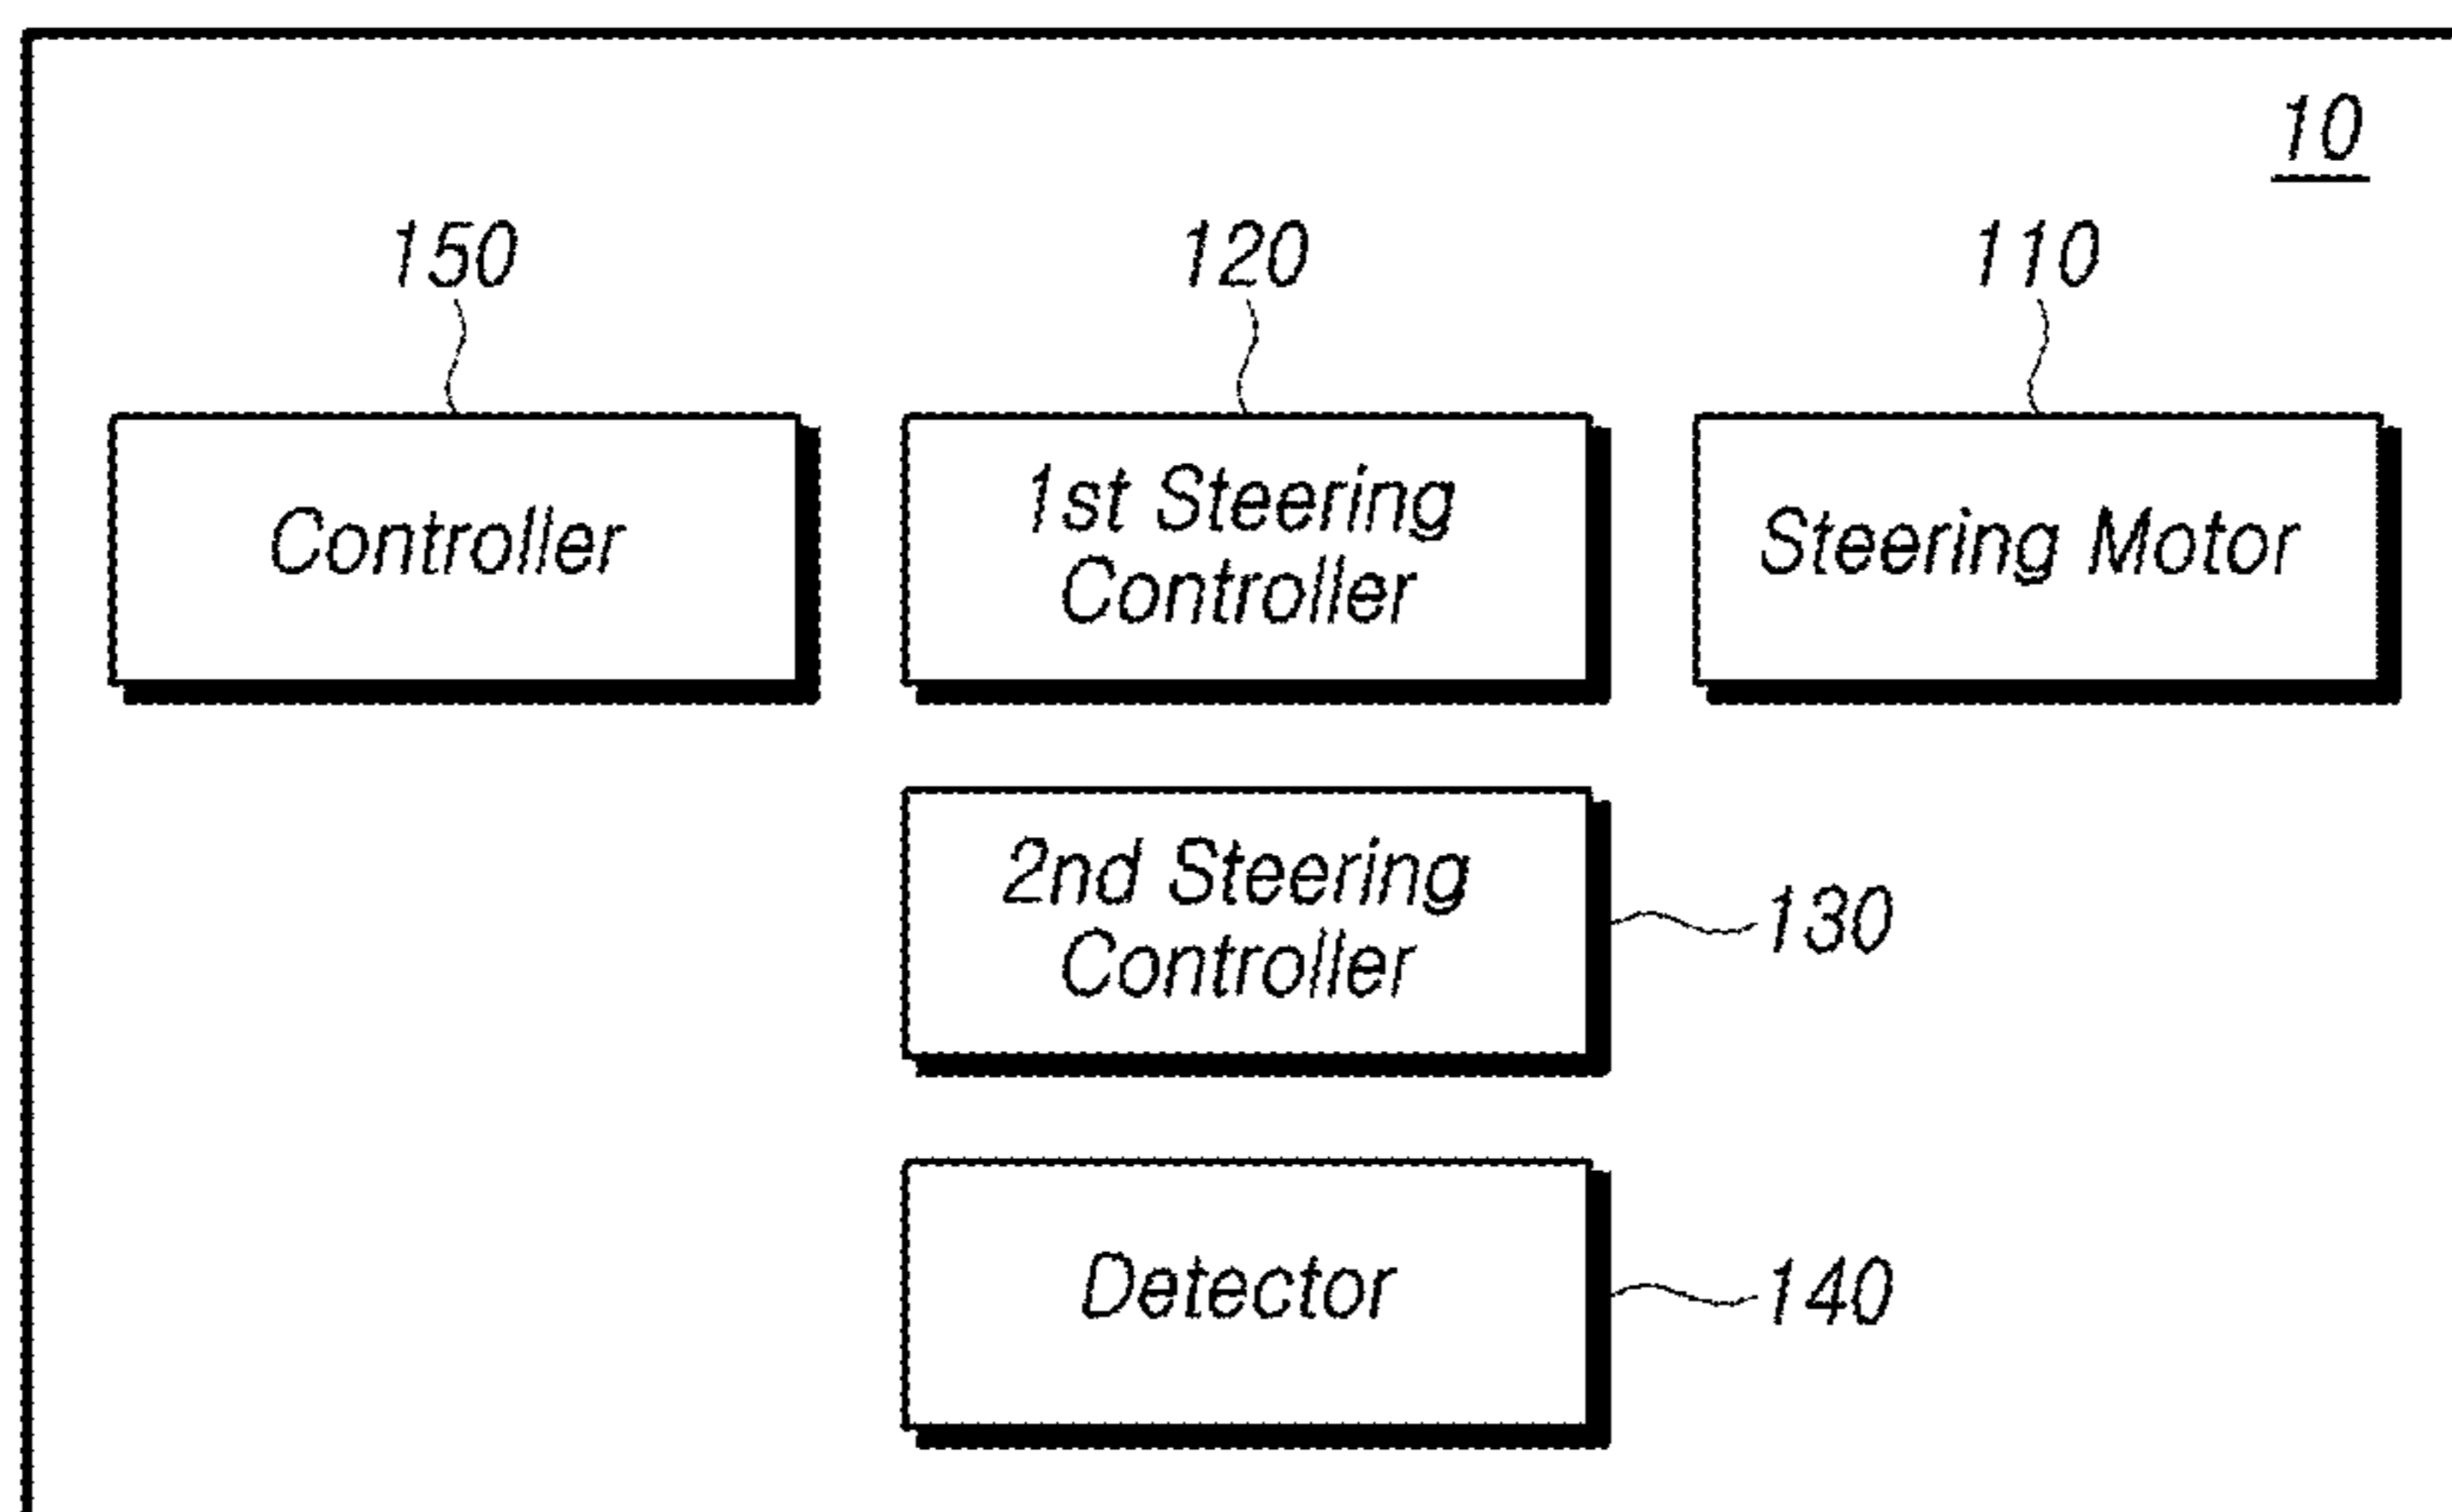 10
150
120
110
Controller
1st Steering
Controller
Steering Motor
2nd Steering
Controller
130
Detector
140